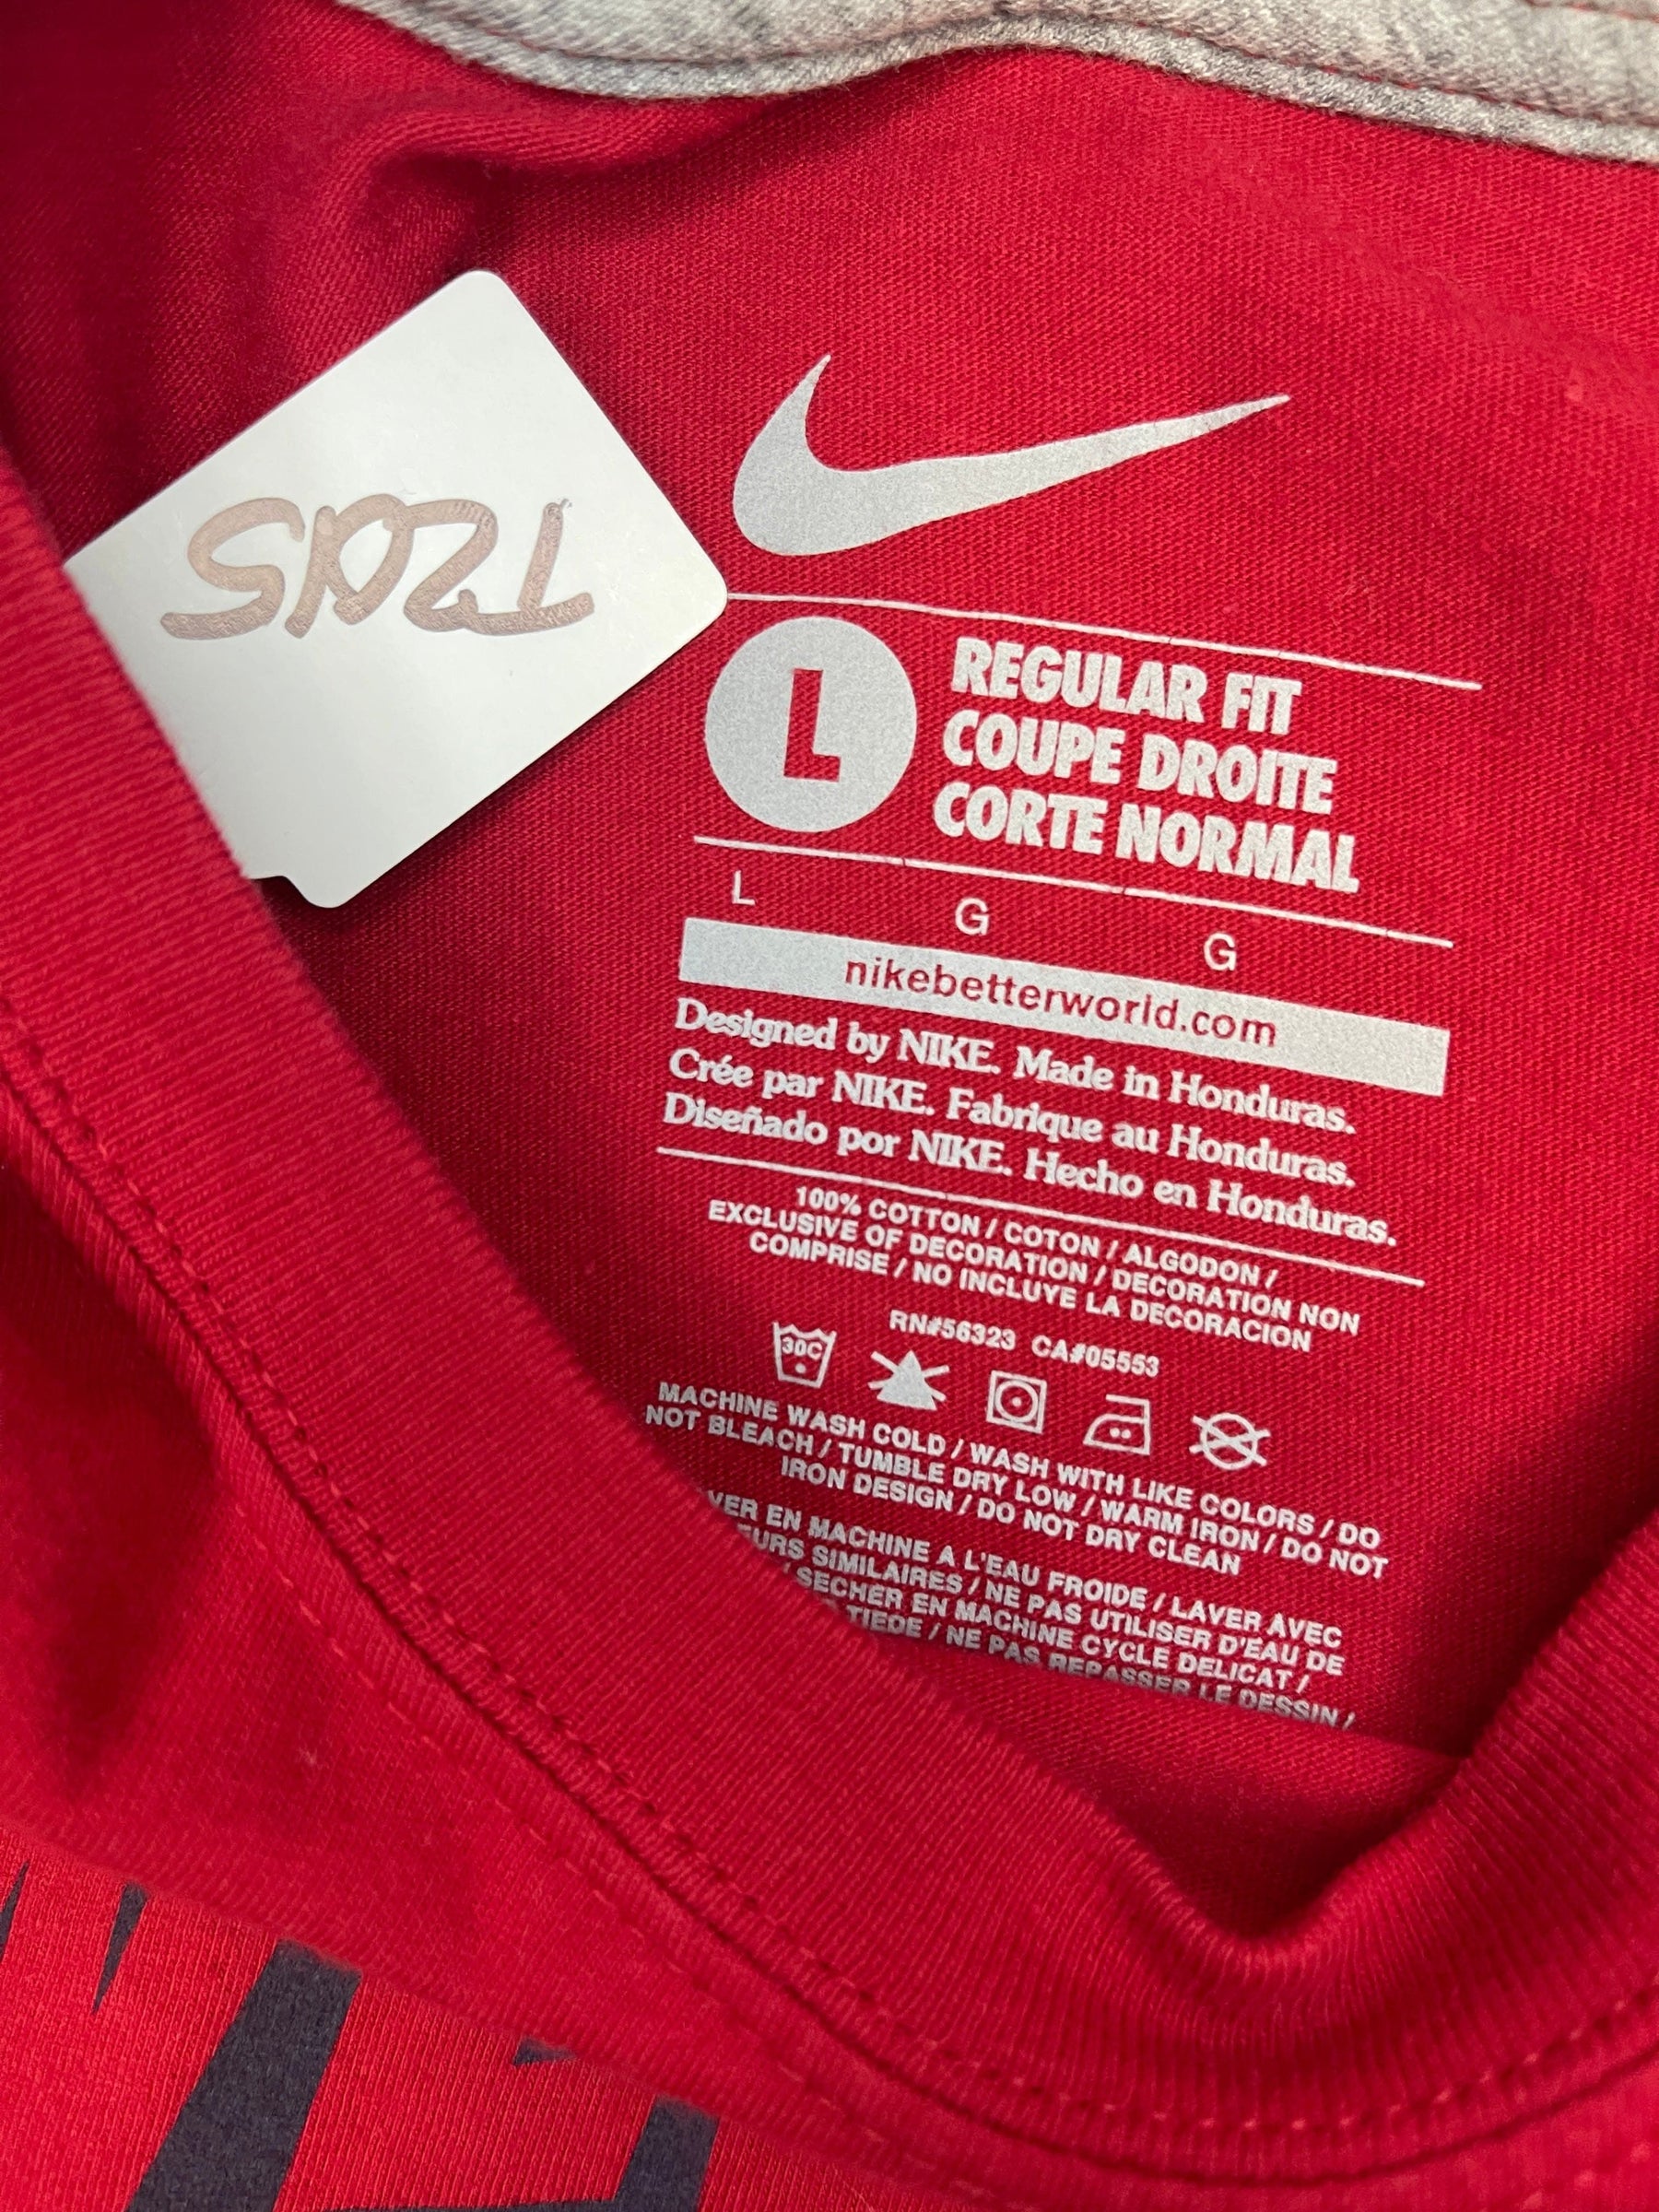 L
REGULAR FIT
COUPE DROITE
CORTE NORMAL
L G G
nikebetterworld.com
Designed by NIKE. Made in Honduras.
Crée par NIKE. Fabrique au Honduras.
Diseñado por NIKE. Hecho en Honduras.
100% COTTON / COTON / ALGODON /
EXCLUSIVE OF DECORATION / DECORATION NON
COMPRISE / NO INCLUYE LA DECORACION
RN#56323 CA#05553
30C
MACHINE WASH COLD / WASH WITH LIKE COLORS / DO
NOT BLEACH / TUMBLE DRY LOW / WARM IRON / DO NOT
IRON DESIGN / DO NOT DRY CLEAN
EN MACHINE A L'EAU FROIDE / LAVER AVEC
SIMILAIRES / NE PAS UTILISER D'EAU DE
/ SECHER EN MACHINE CYCLE DELICAT /
TIEDE / NE PAS REPASSER LE DESSIN /